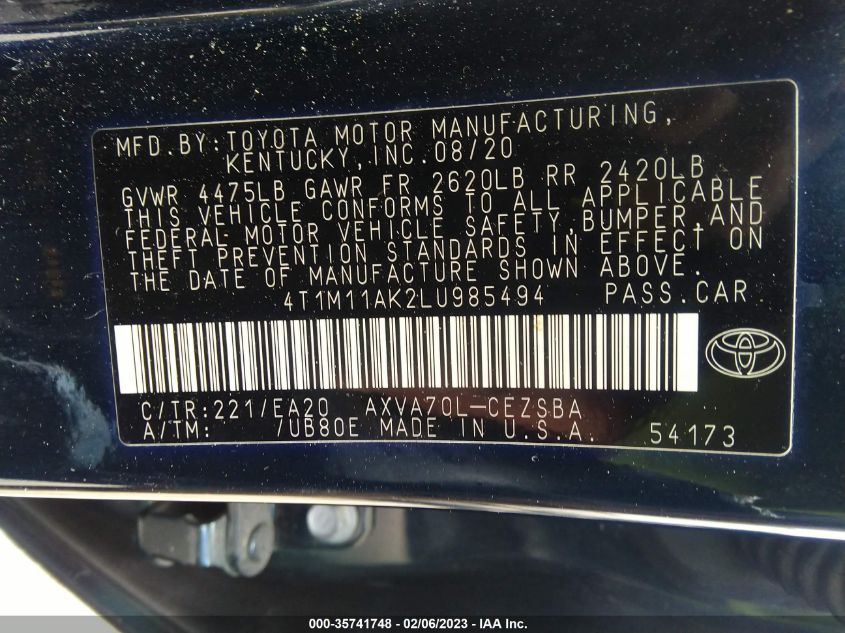 MFD.BY:TOYOTA MOTOR MANUFACTURING,
KENTUCKY,INC.08/20
GVWR 4475LB GAWR FR 2620LB RR 2420LB
THIS VEHICLE CONFORMS TO ALL APPLICABLE
FEDERAL MOTOR VEHICLE SAFETY,BUMPER,AND
THEFT PREVENTION STANDARDS IN EFFECT ON
THE DATE OF MANUFACTURE SHOWN ABOVE.
4T1M11AK2LU985494 PASS.CAR
C/TR:221/EA20 AXVA70L-CEZSBA
A/TM: 7UB80E MADE IN U.S.A. 54173
000-35741748 - 02/06/2023 - IAA Inc.